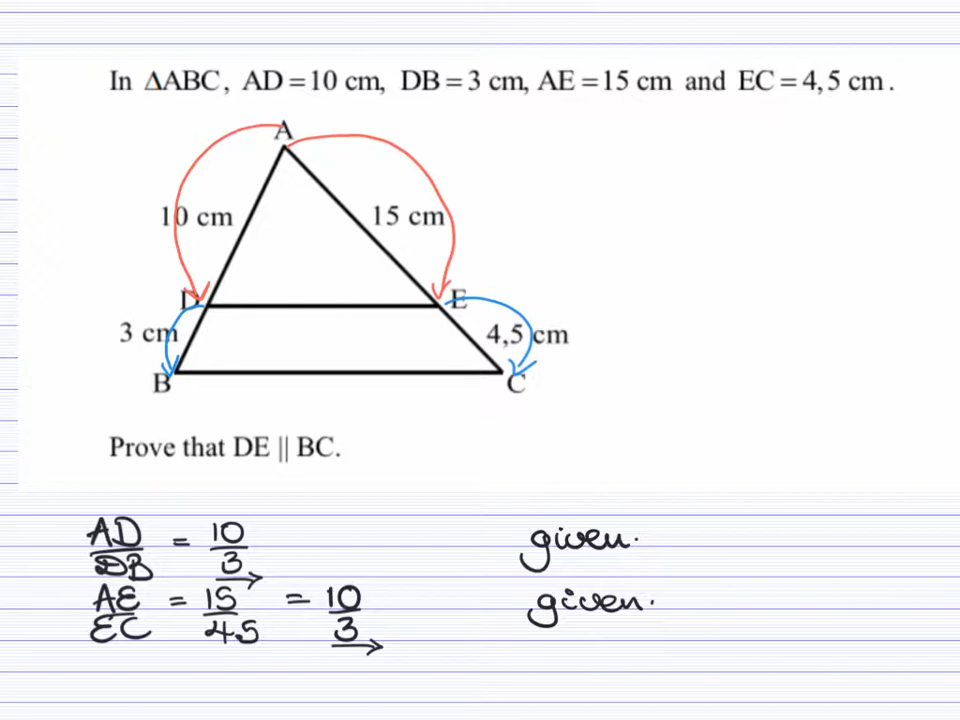 In ΔABC, AD = 10 cm, DB = 3 cm, AE = 15 cm and EC = 4,5 cm.
A
10 cm 15 cm
D E
3 cm 4,5 cm
B C
Prove that DE || BC.
AD/DB = 10/3 given.
AE/EC = 15/45 = 10/3 given.